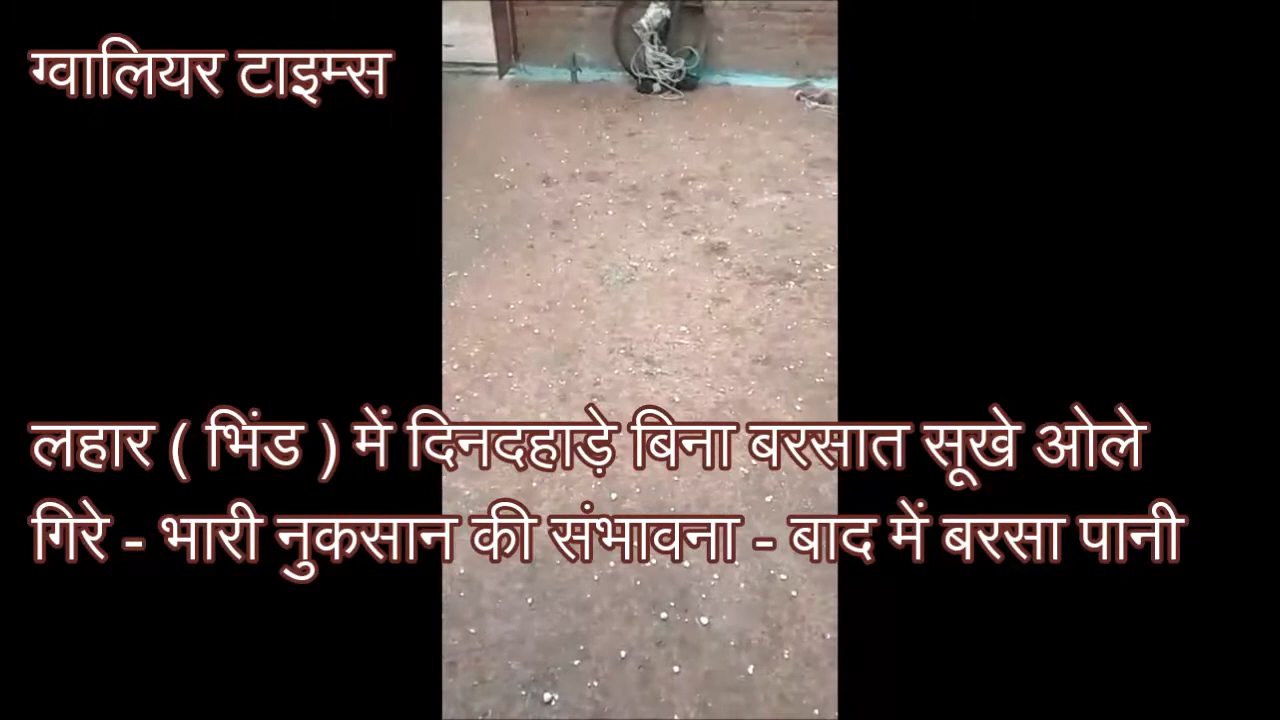 ग्वालियर टाइम्स
लहार ( भिंड ) में दिनदहाड़े बिना बरसात सूखे ओले
गिरे - भारी नुकसान की संभावना - बाद में बरसा पानी